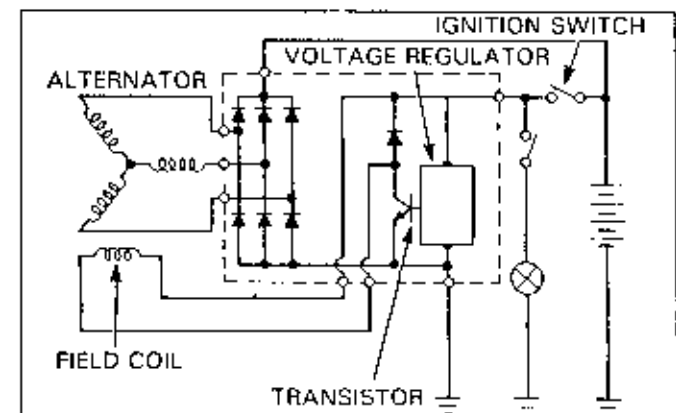 IGNITION SWITCH
VOLTAGE REGULATOR
ALTERNATOR
FIELD COIL
TRANSISTOR